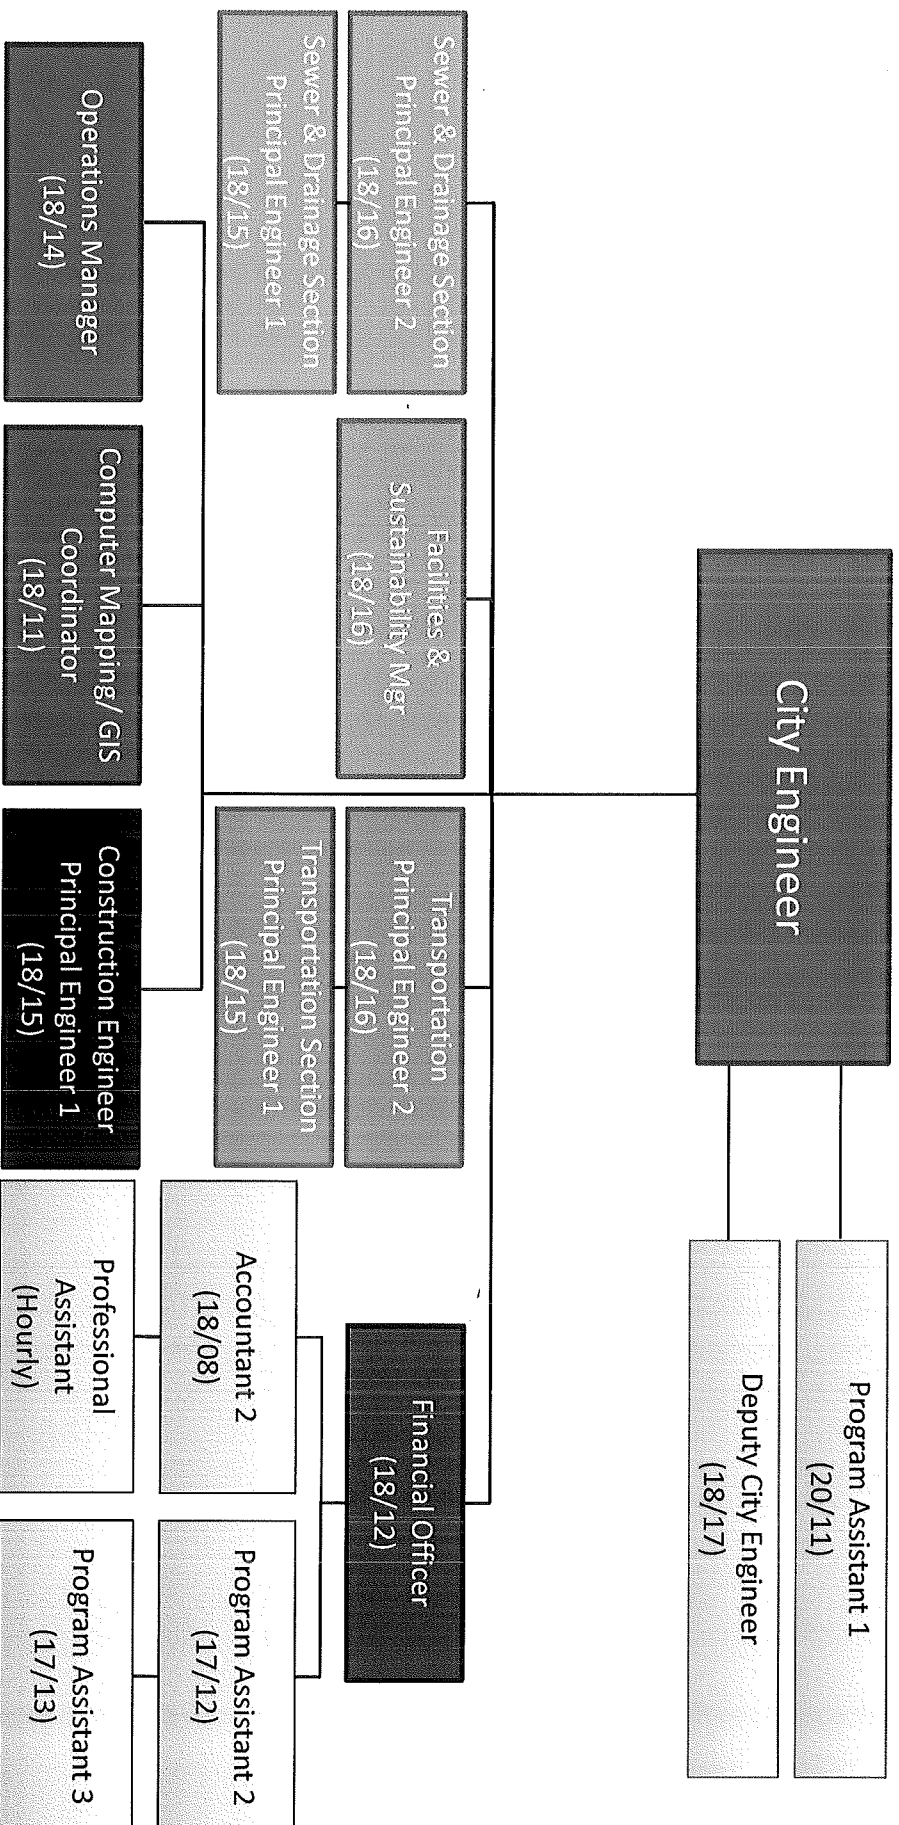 City Engineer
Program Assistant 1
(20/11)
Deputy City Engineer
(18/17)
Sewer & Drainage Section
Principal Engineer 2
(18/16)
Sewer & Drainage Section
Principal Engineer 1
(18/15)
Facilities &
Sustainability Mgr
(18/16)
Transportation
Principal Engineer 2
(18/16)
Transportation Section
Principal Engineer 1
(18/15)
Financial Officer
(18/12)
Accountant 2
(18/08)
Program Assistant 2
(17/12)
Professional
Assistant
(Hourly)
Program Assistant 3
(17/13)
Operations Manager
(18/14)
Computer Mapping/ GIS
Coordinator
(18/11)
Construction Engineer
Principal Engineer 1
(18/15)